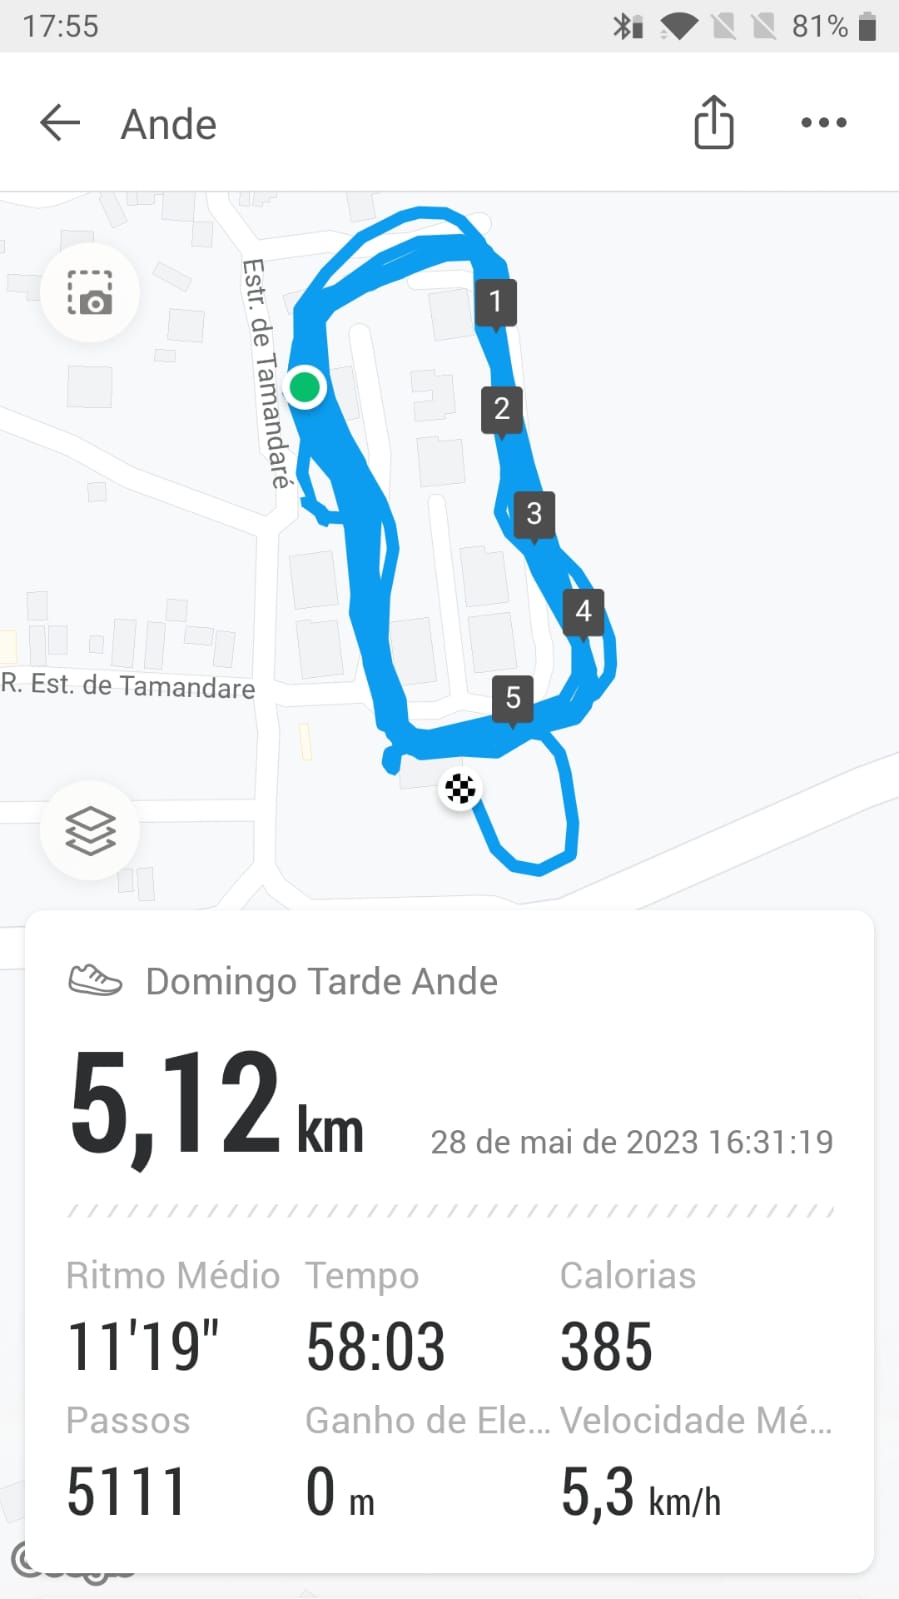 17:55
81%
Ande
Estr. de Tamandaré
1
2
3
4
5
R. Est. de Tamandare
Domingo Tarde Ande
5,12 km
28 de mai de 2023 16:31:19
Ritmo Médio Tempo Calorias
11'19" 58:03 385
Passos Ganho de Ele... Velocidade Mé...
5111 0 m 5,3 km/h